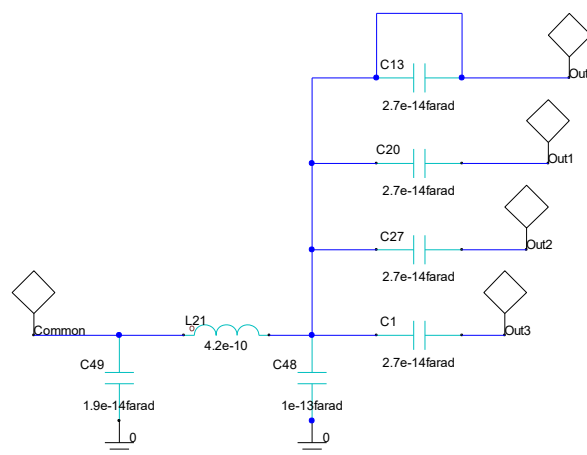 C13
Out
2.7e-14farad
C20
Out1
2.7e-14farad
C27
Out2
2.7e-14farad
L21
C1
Common
Out3
4.2e-10
2.7e-14farad
C49
C48
1.9e-14farad
1e-13farad
0
0